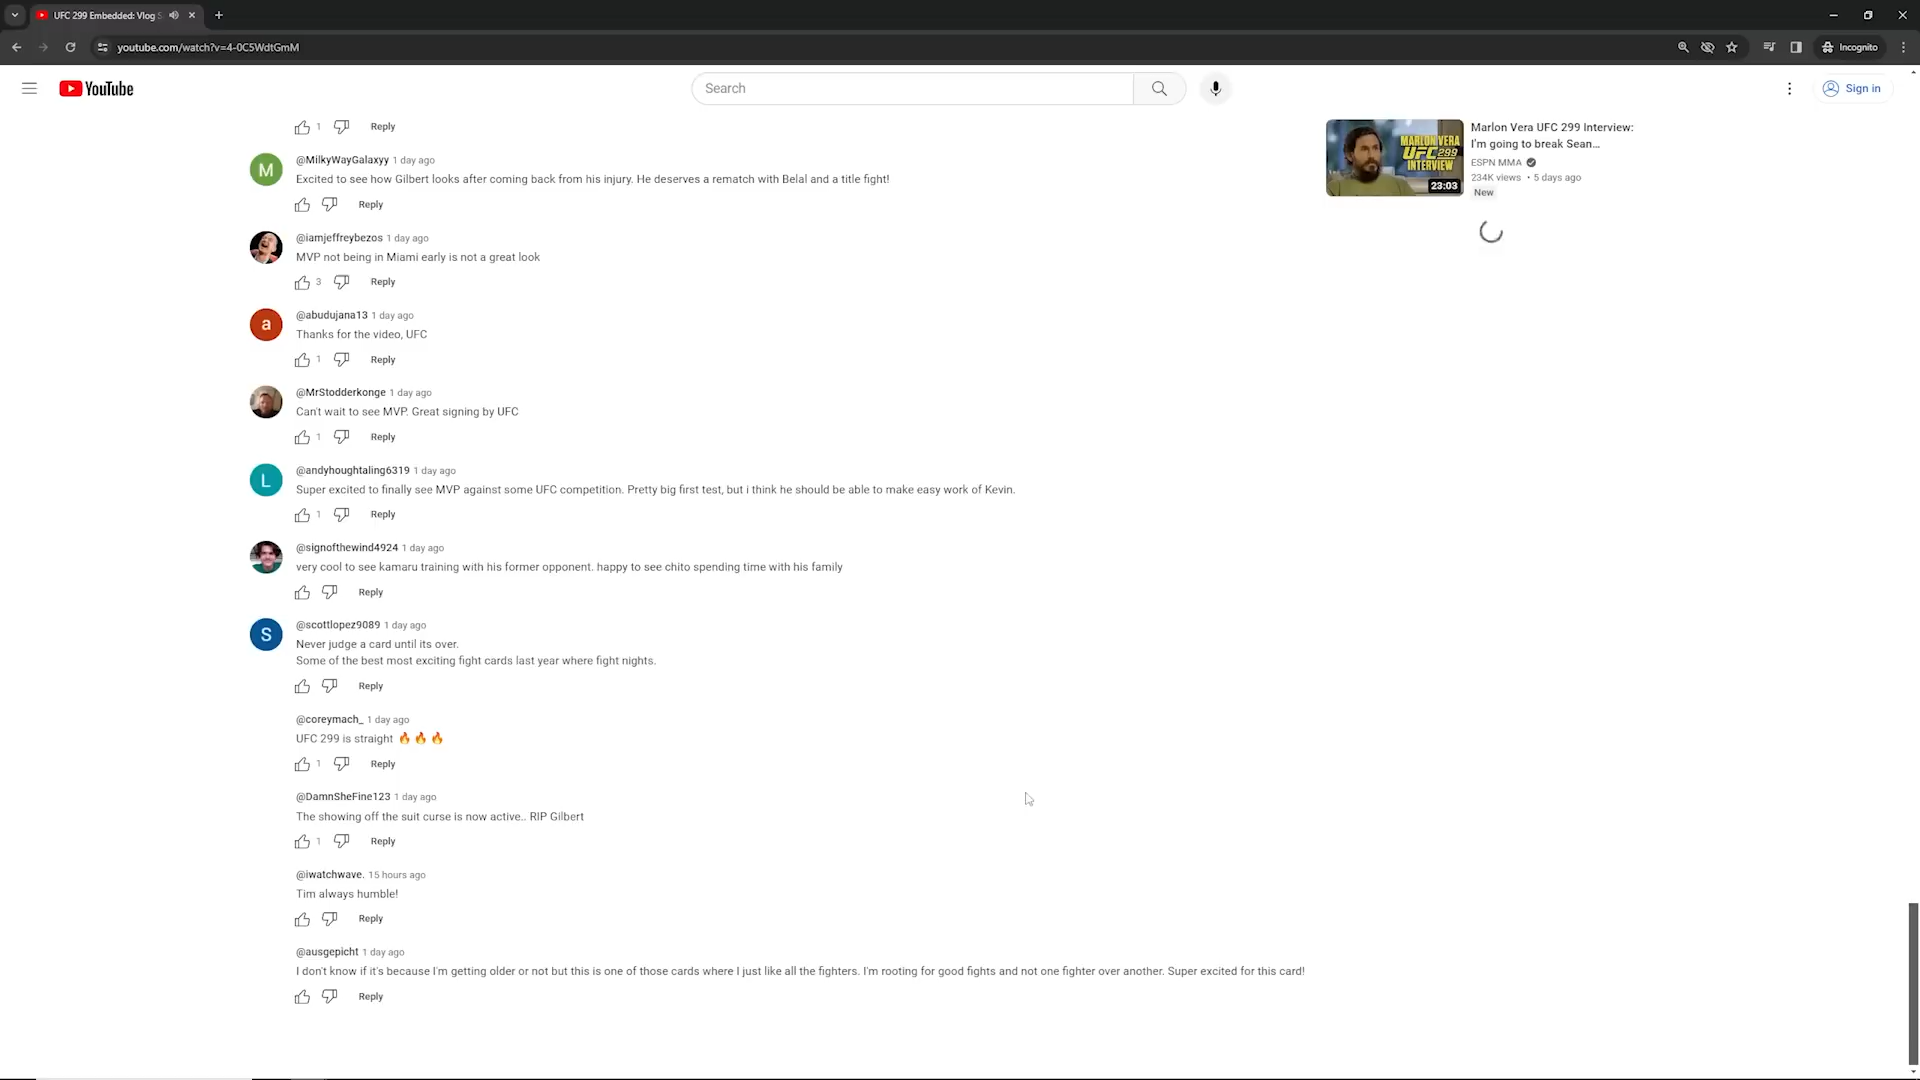 UFC 299 Embedded: Vlog S
youtube.com/watch?v=4-0C5WdtGmM
Incognito
YouTube
Search
Sign in
1 Reply
M
@MilkyWayGalaxyy 1 day ago
Excited to see how Gilbert looks after coming back from his injury. He deserves a rematch with Belal and a title fight!
Reply
@iamjeffreybezos 1 day ago
MVP not being in Miami early is not a great look
3 Reply
a
@abudujana13 1 day ago
Thanks for the video, UFC
1 Reply
@MrStodderkonge 1 day ago
Can't wait to see MVP. Great signing by UFC
1 Reply
L
@andyhoughtaling6319 1 day ago
Super excited to finally see MVP against some UFC competition. Pretty big first test, but i think he should be able to make easy work of Kevin.
1 Reply
@signofthewind4924 1 day ago
very cool to see kamaru training with his former opponent. happy to see chito spending time with his family
Reply
S
@scottlopez9089 1 day ago
Never judge a card until its over.
Some of the best most exciting fight cards last year where fight nights.
Reply
@coreymach_ 1 day ago
UFC 299 is straight 🔥 🔥 🔥
1 Reply
@DamnSheFine123 1 day ago
The showing off the suit curse is now active.. RIP Gilbert
1 Reply
@iwatchwave. 15 hours ago
Tim always humble!
Reply
@ausgepicht 1 day ago
I don't know if it's because I'm getting older or not but this is one of those cards where I just like all the fighters. I'm rooting for good fights and not one fighter over another. Super excited for this card!
Reply
MARLON VERA
UFC 299
INTERVIEW
23:03
Marlon Vera UFC 299 Interview:
I'm going to break Sean...
ESPN MMA
234K views • 5 days ago
New